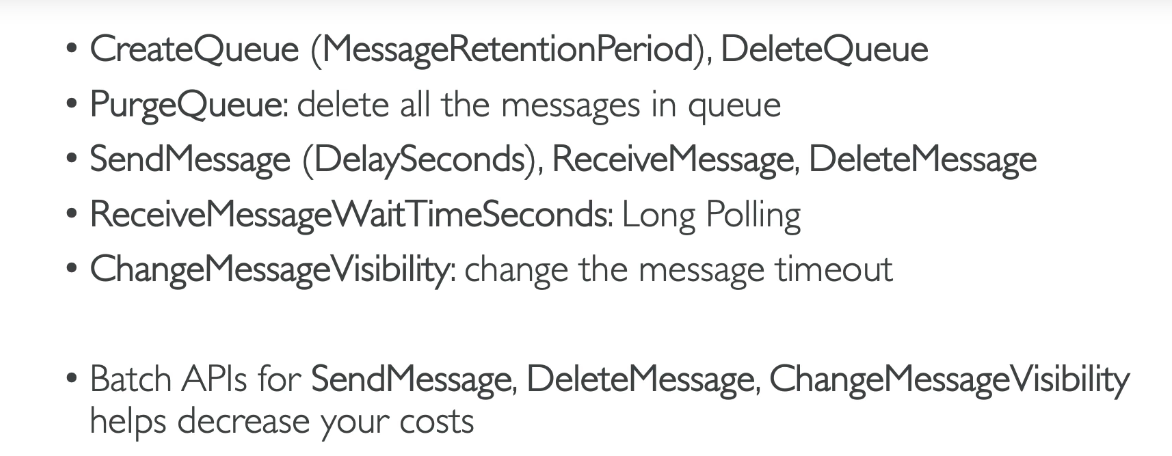 • CreateQueue (MessageRetentionPeriod), DeleteQueue
• PurgeQueue: delete all the messages in queue
• SendMessage (DelaySeconds), ReceiveMessage, DeleteMessage
• ReceiveMessageWaitTimeSeconds: Long Polling
• ChangeMessageVisibility: change the message timeout
• Batch APIs for SendMessage, DeleteMessage, ChangeMessageVisibility
helps decrease your costs